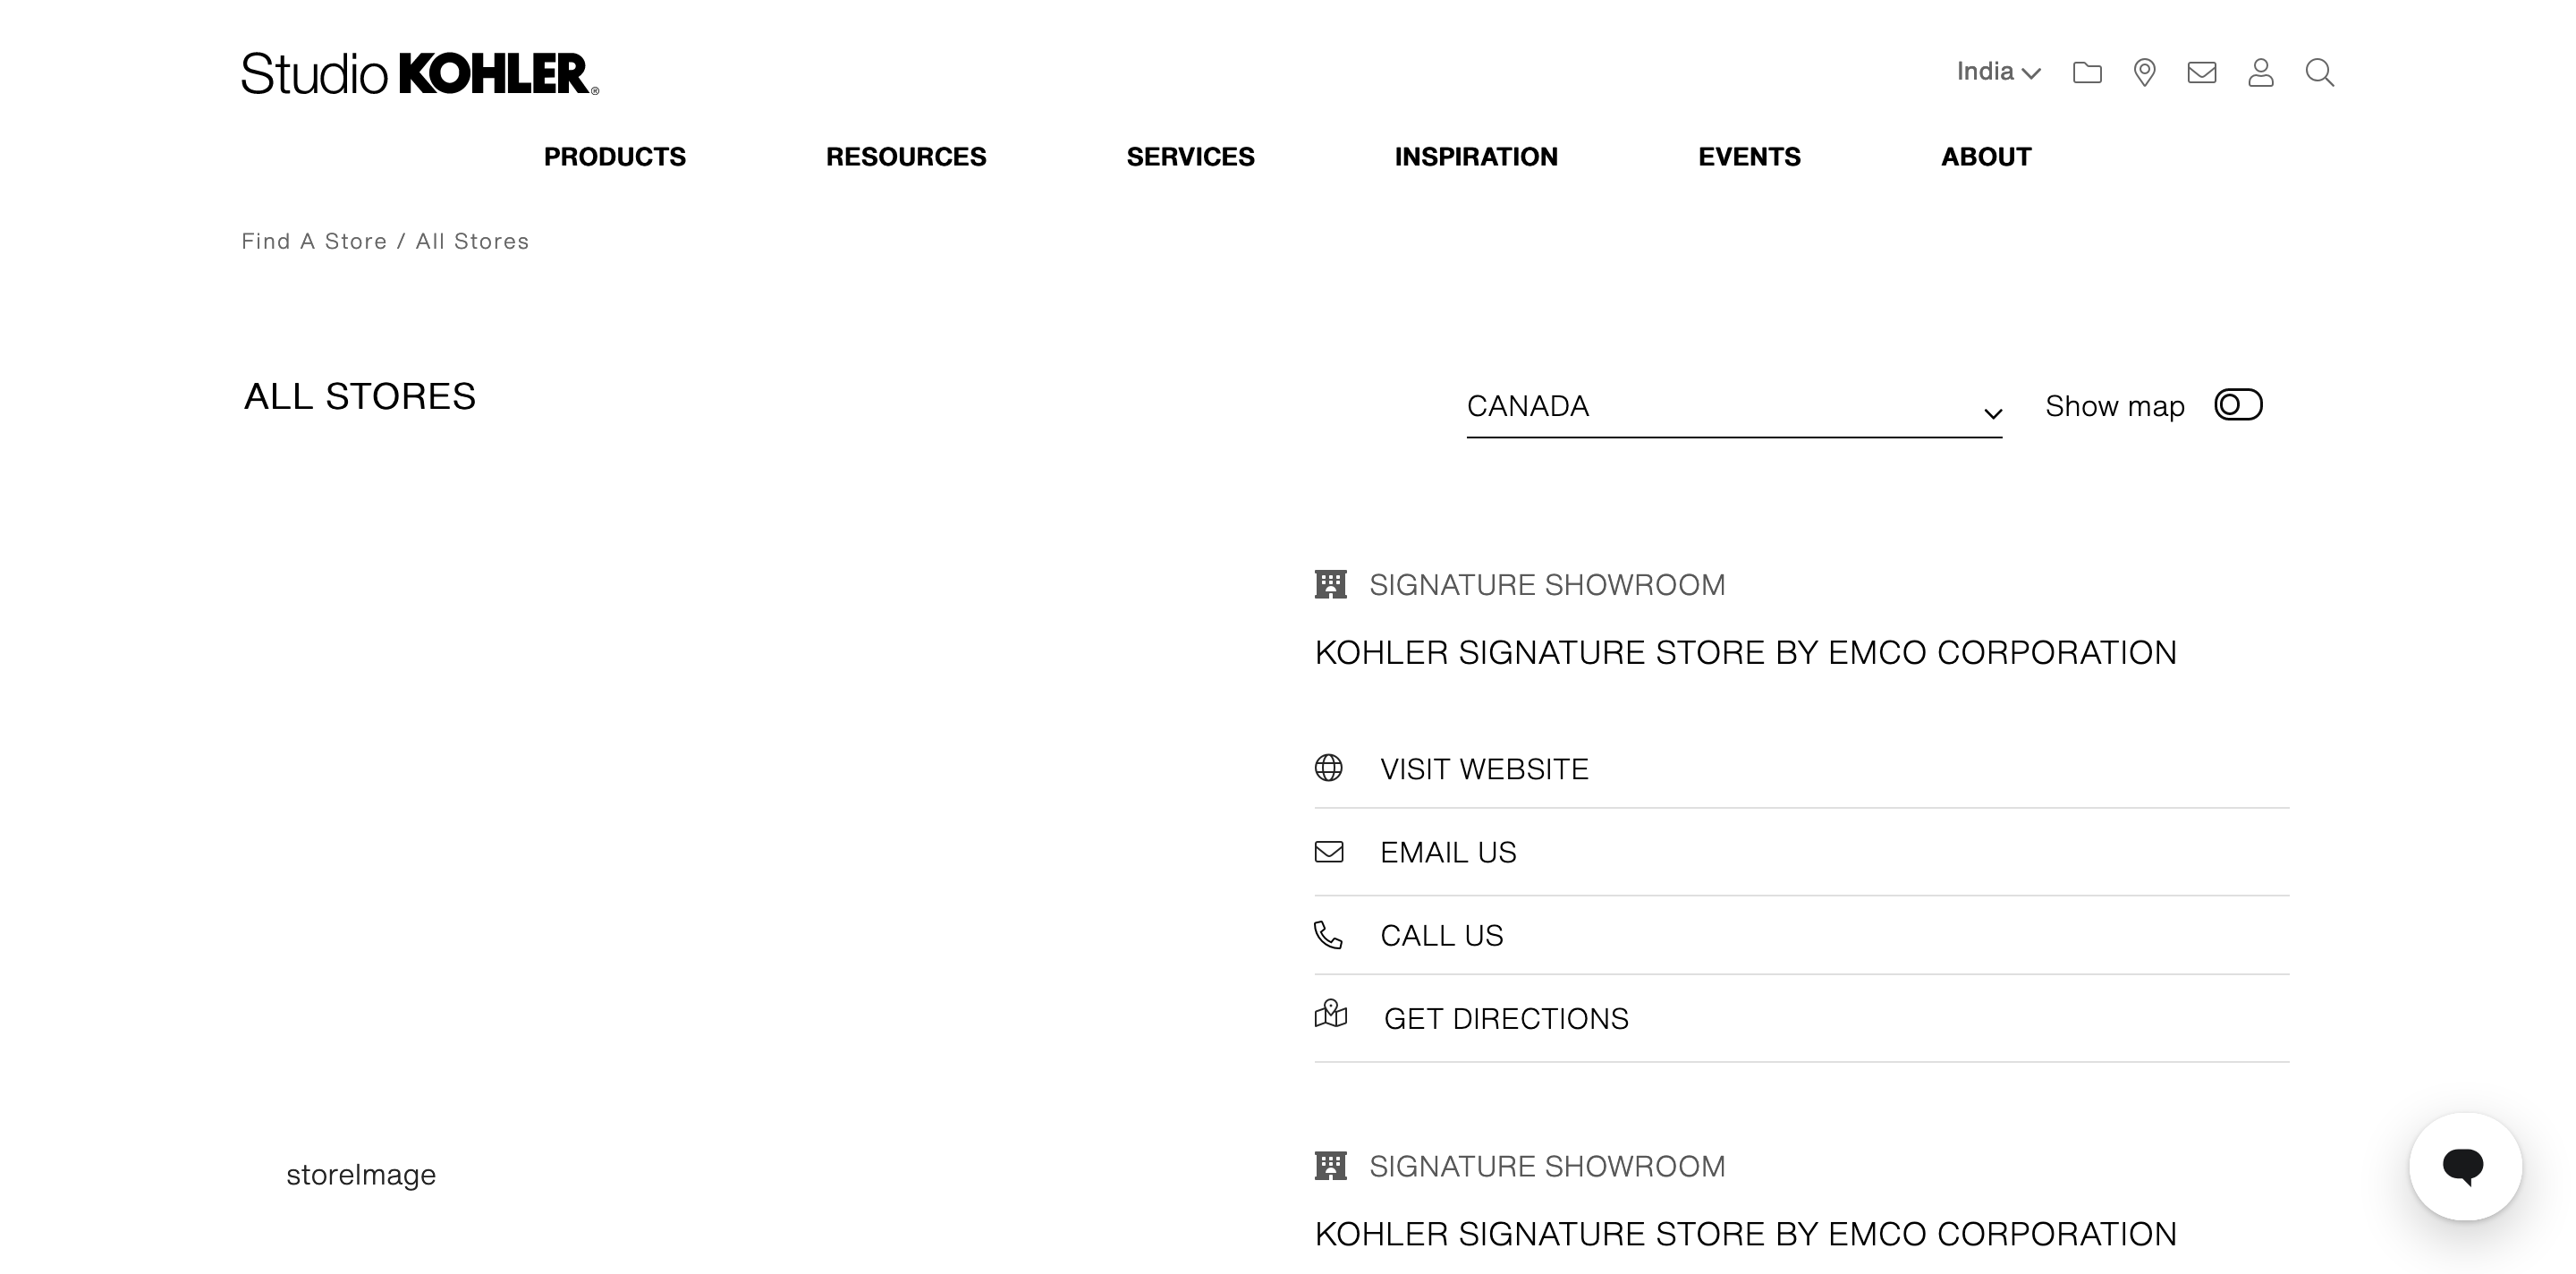 Studio KOHLER®
India
PRODUCTS RESOURCES SERVICES INSPIRATION EVENTS ABOUT
Find A Store / All Stores
ALL STORES
CANADA
Show map
SIGNATURE SHOWROOM
KOHLER SIGNATURE STORE BY EMCO CORPORATION
VISIT WEBSITE
EMAIL US
CALL US
GET DIRECTIONS
storeImage
SIGNATURE SHOWROOM
KOHLER SIGNATURE STORE BY EMCO CORPORATION